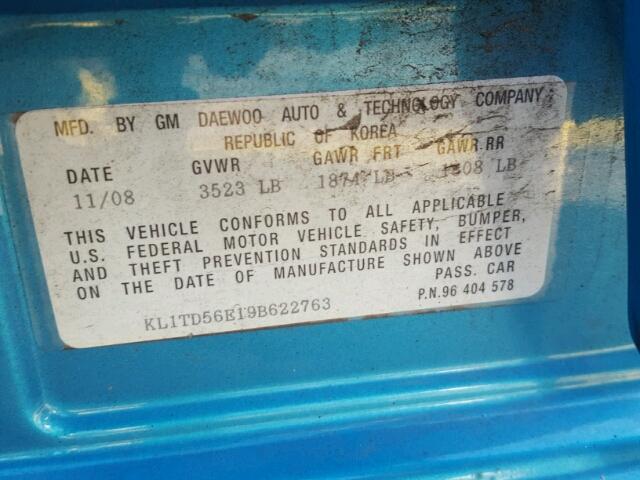 MFD. BY GM DAEWOO AUTO & TECHNOLOGY COMPANY
REPUBLIC OF KOREA
DATE GVWR GAWR FRT GAWR RR
11/08 3523 LB 1874 LB 1808 LB
THIS VEHICLE CONFORMS TO ALL APPLICABLE
U.S. FEDERAL MOTOR VEHICLE SAFETY, BUMPER,
AND THEFT PREVENTION STANDARDS IN EFFECT
ON THE DATE OF MANUFACTURE SHOWN ABOVE
PASS. CAR
KL1TD56E19B622763
P.N.96 404 578